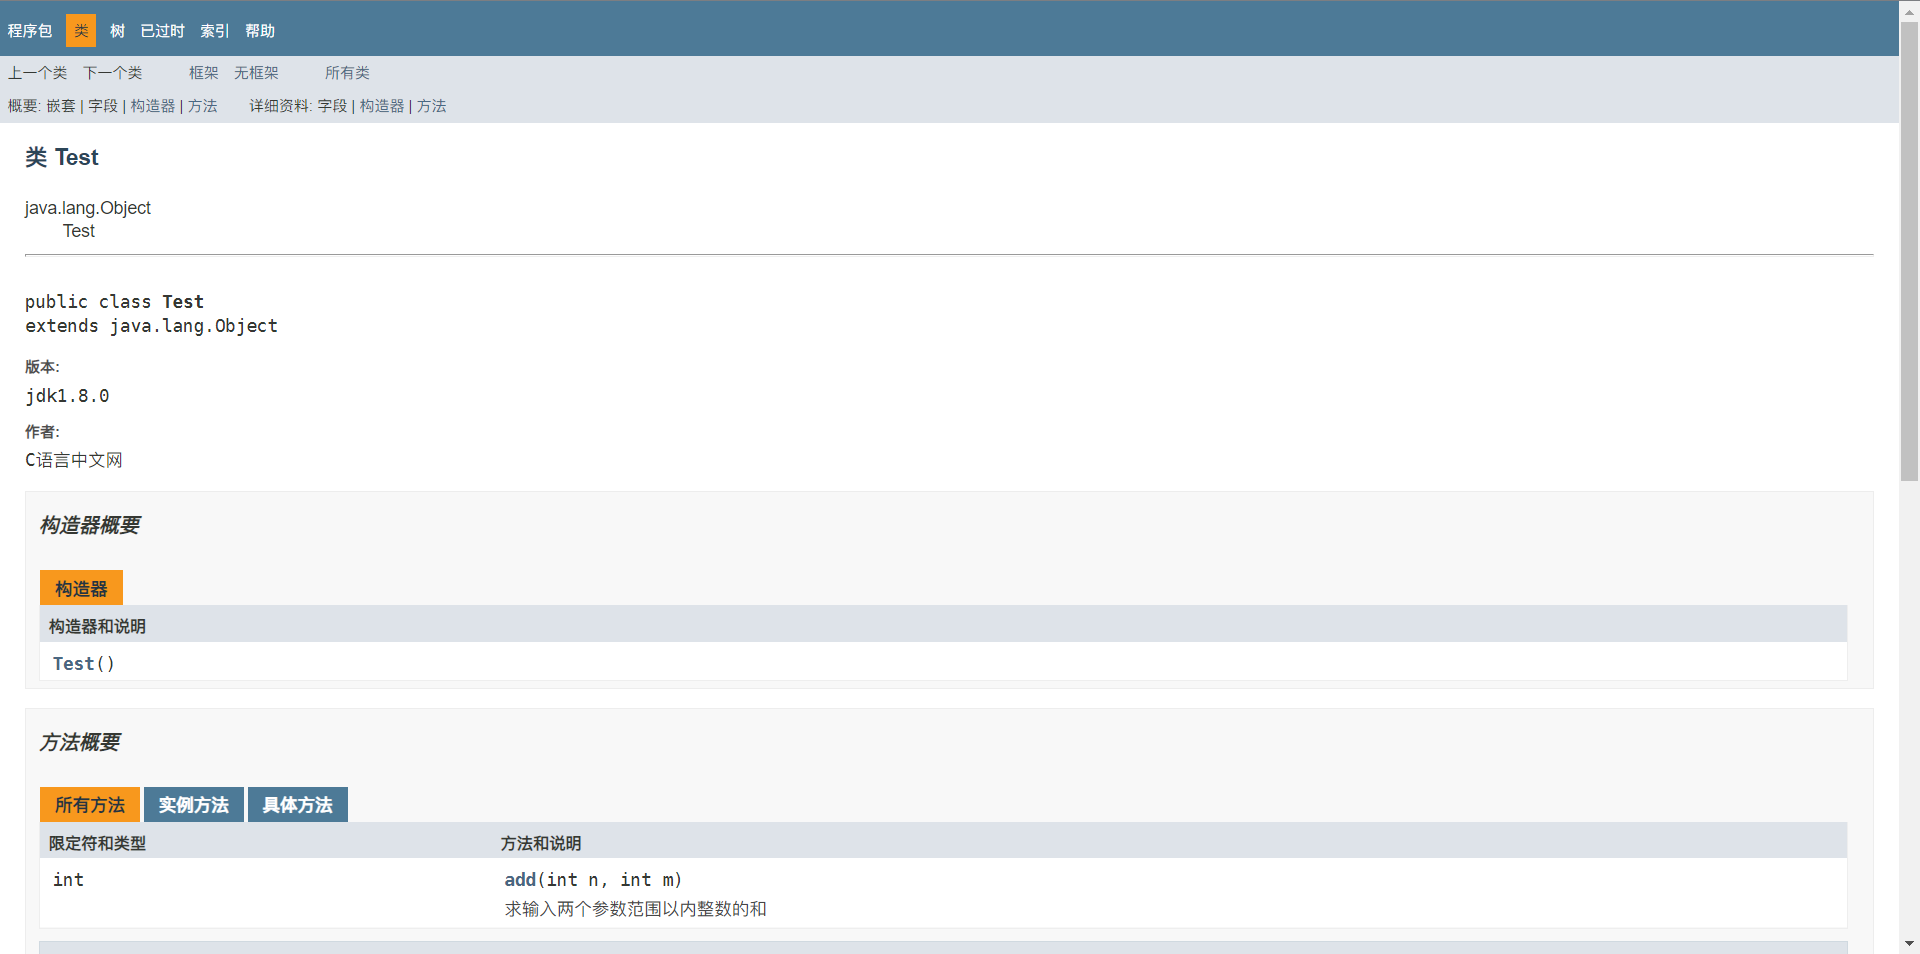 程序包 类 树 已过时 索引 帮助
上一个类 下一个类 框架 无框架 所有类
概要: 嵌套 | 字段 | 构造器 | 方法 详细资料: 字段 | 构造器 | 方法
类 Test
java.lang.Object
Test
public class Test
extends java.lang.Object
版本:
jdk1.8.0
作者:
C语言中文网
构造器概要
构造器
构造器和说明
Test()
方法概要
所有方法 实例方法 具体方法
限定符和类型 方法和说明
int add(int n, int m)
求输入两个参数范围以内整数的和